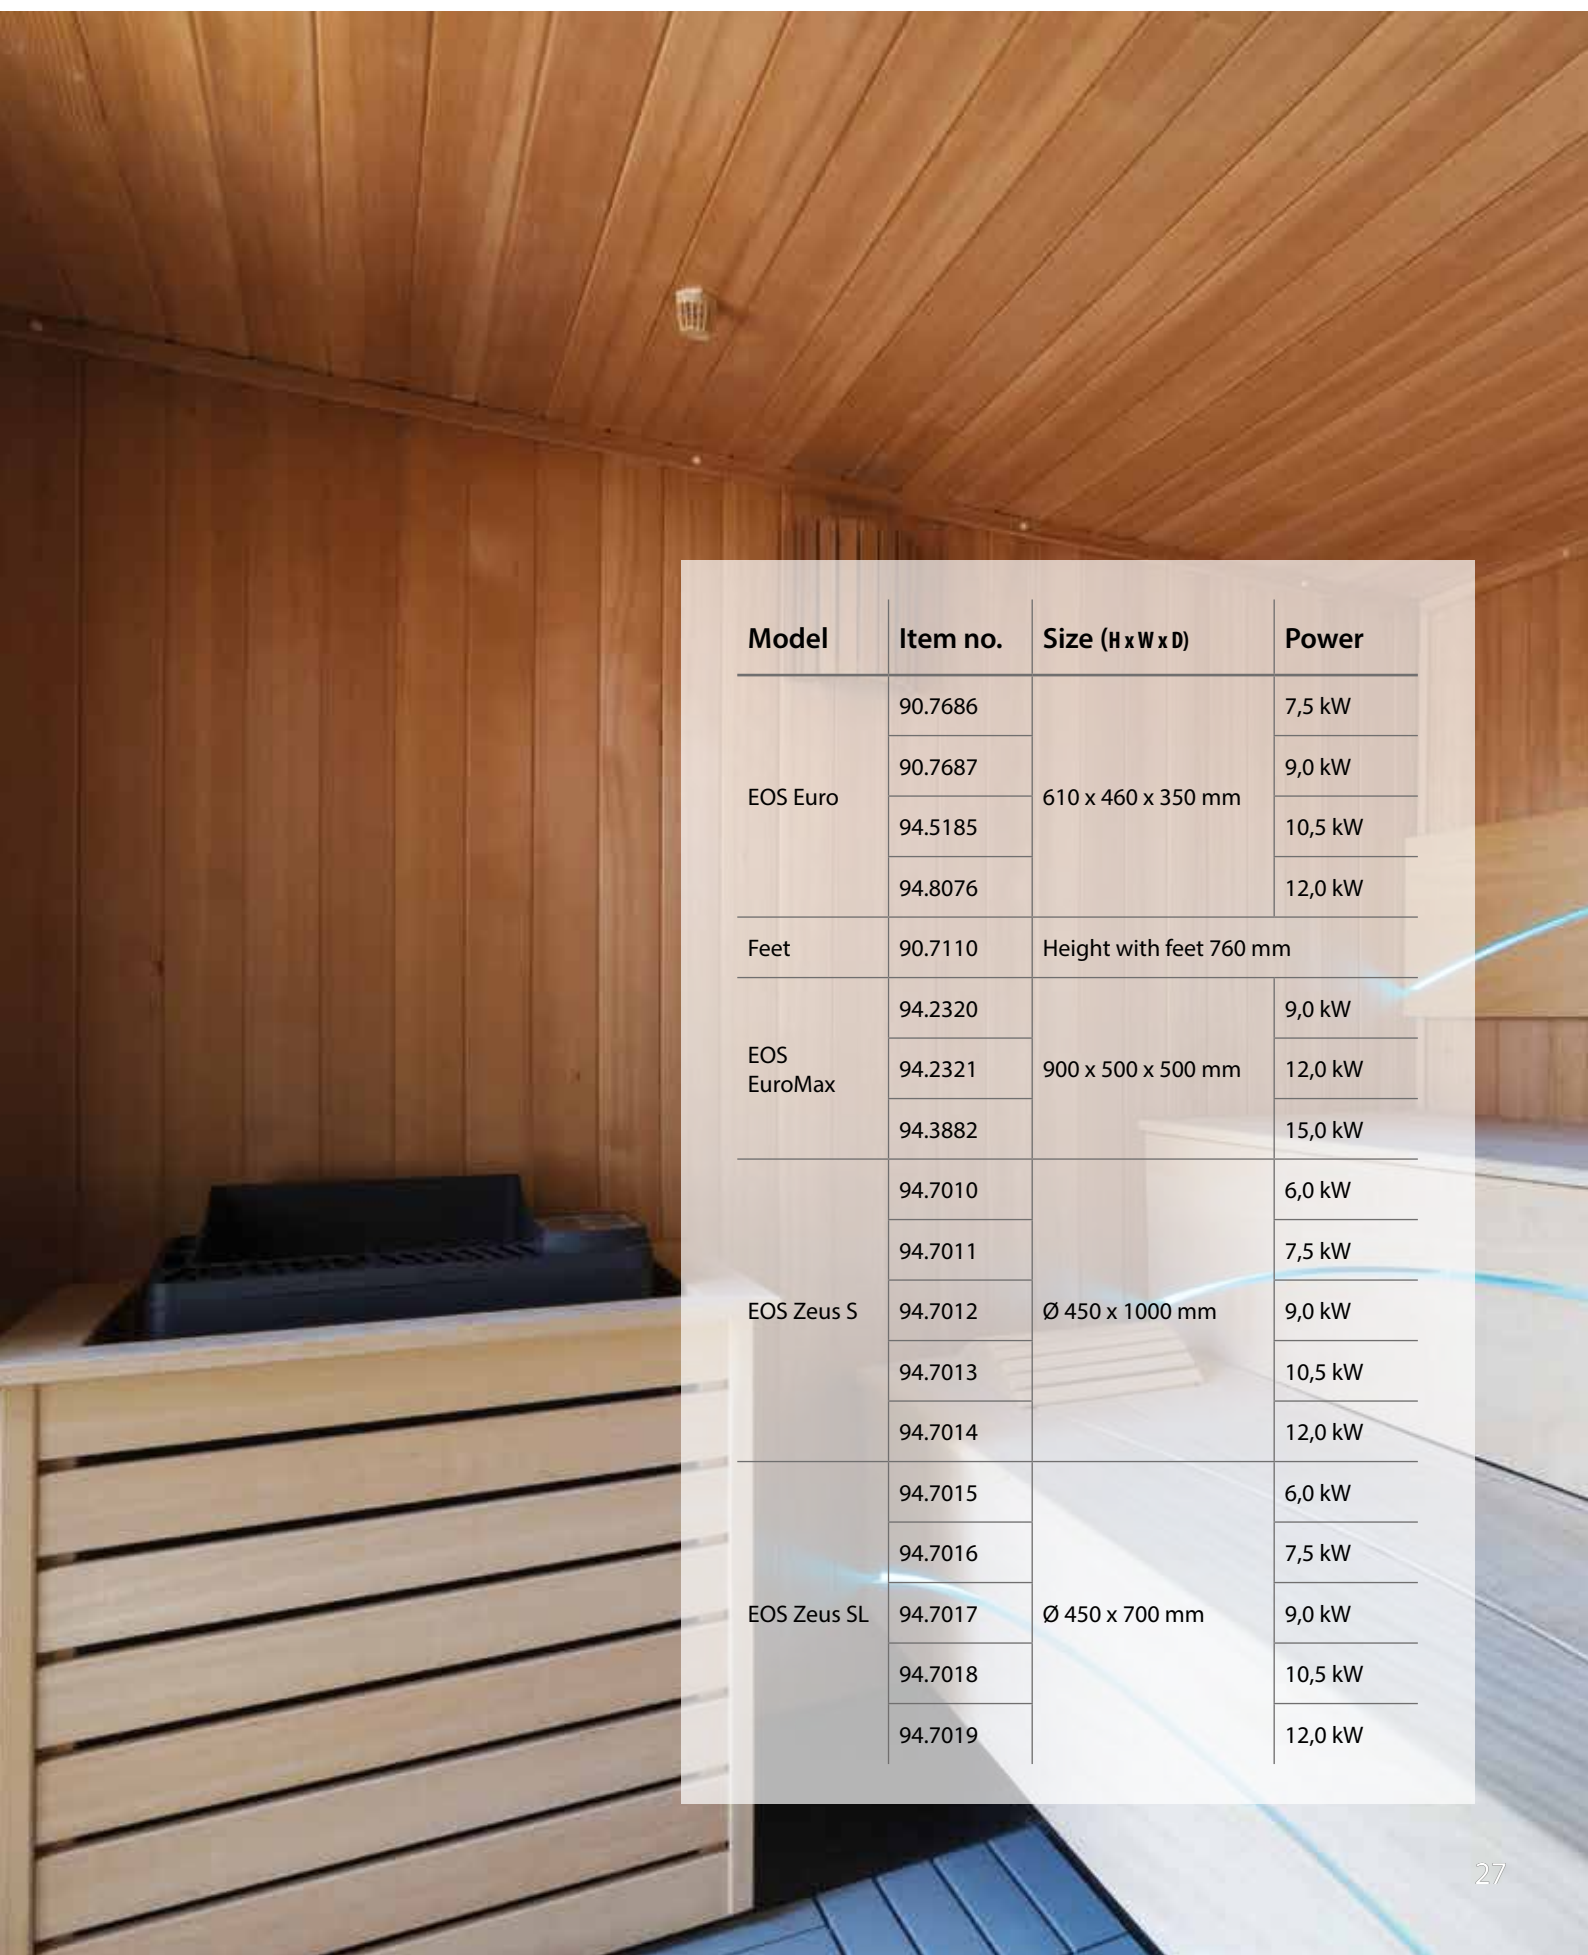 Model Item no. Size (H x W x D) Power
90.7686 7,5 kW
90.7687 9,0 kW
EOS Euro 610 x 460 x 350 mm
94.5185 10,5 kW
94.8076 12,0 kW
Feet 90.7110 Height with feet 760 mm
94.2320 9,0 kW
EOS
EuroMax
94.2321 900 x 500 x 500 mm 12,0 kW
94.3882 15,0 kW
94.7010 6,0 kW
94.7011 7,5 kW
EOS Zeus S 94.7012 Ø 450 x 1000 mm 9,0 kW
94.7013 10,5 kW
94.7014 12,0 kW
94.7015 6,0 kW
94.7016 7,5 kW
EOS Zeus SL 94.7017 Ø 450 x 700 mm 9,0 kW
94.7018 10,5 kW
94.7019 12,0 kW
27